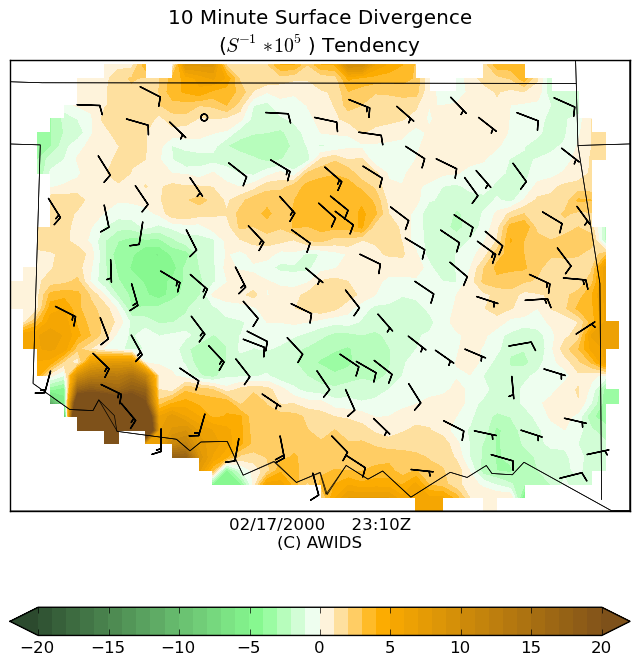 10 Minute Surface Divergence
($S^{-1} * 10^{5}$ ) Tendency
02/17/2000 23:10Z
(C) AWIDS
−20 −15 −10 −5 0 5 10 15 20